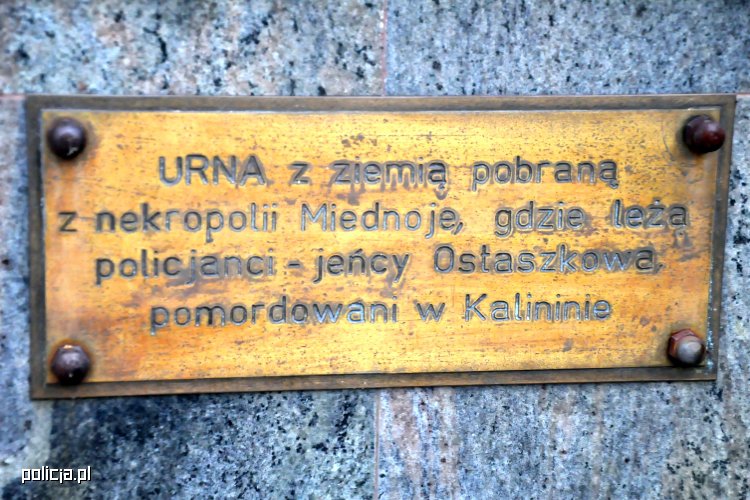 URNA z ziemią pobraną
z nekropolii Miednoje, gdzie leżą
policjanci - jeńcy Ostaszkowa,
pomordowani w Kalininie
policja.pl